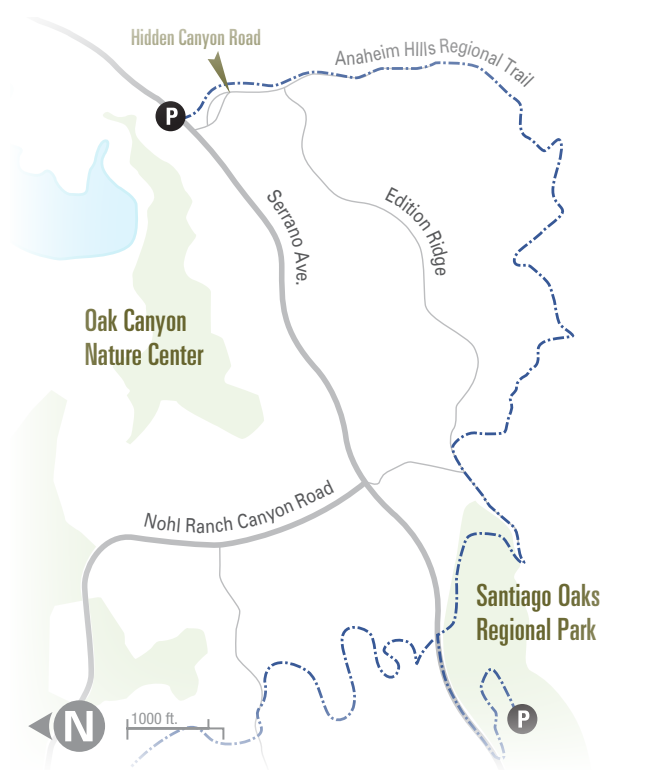 Hidden Canyon Road
Anaheim HIlls Regional Trail
P
Serrano Ave.
Edition Ridge
Oak Canyon
Nature Center
Nohl Ranch Canyon Road
Santiago Oaks
Regional Park
N
1000 ft.
P